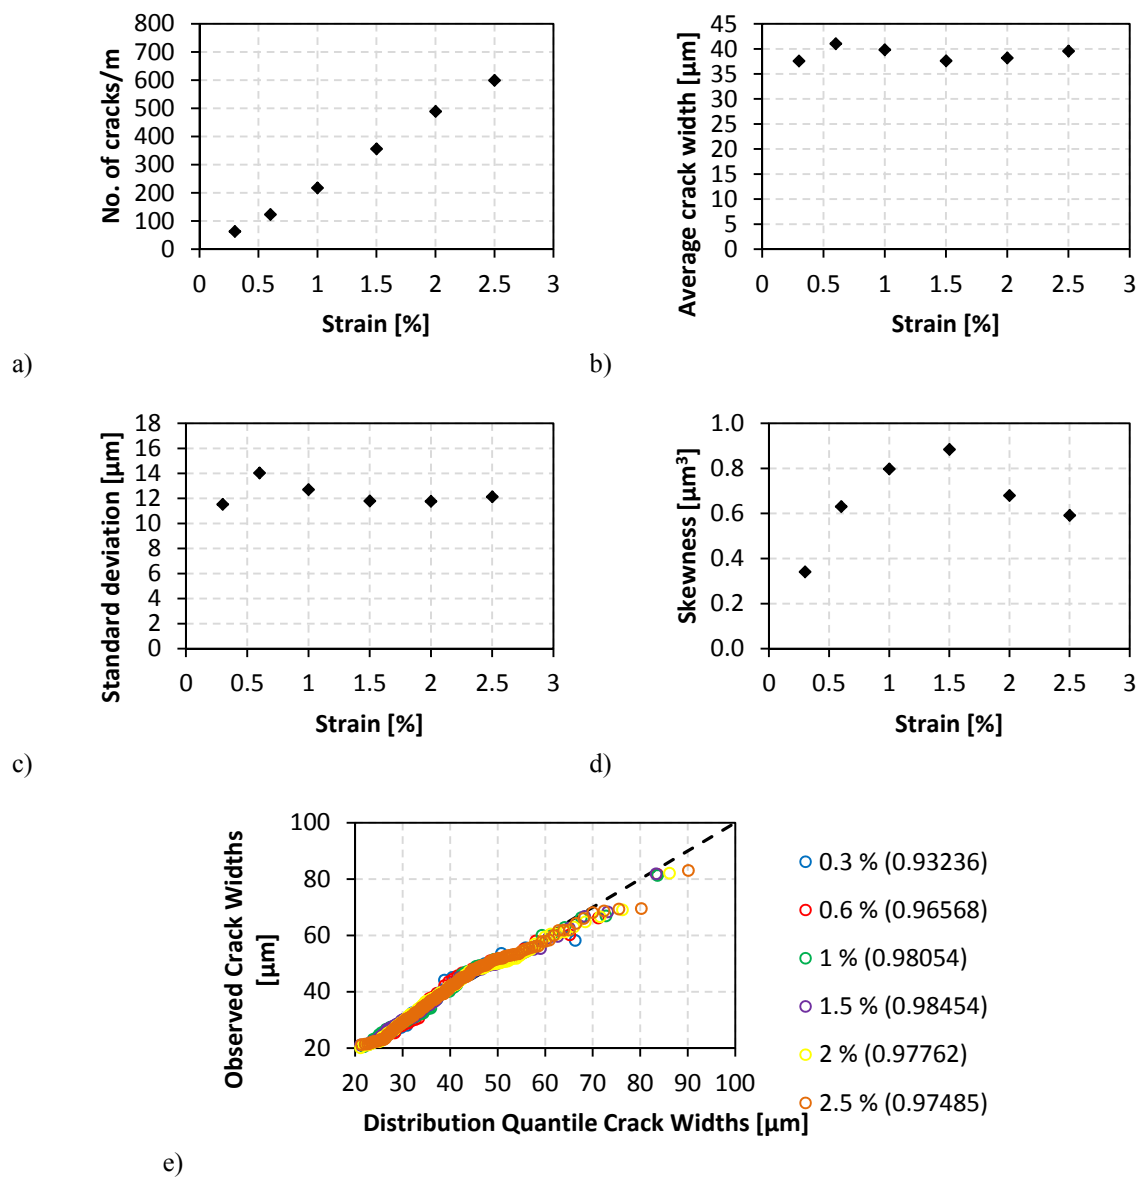 800
700
600
500
400
300
200
100
0
No. of cracks/m
0 0.5 1 1.5 2 2.5 3
Strain [%]
a)
45
40
35
30
25
20
15
10
5
0
Average crack width [µm]
0 0.5 1 1.5 2 2.5 3
Strain [%]
b)
18
16
14
12
10
8
6
4
2
0
Standard deviation [µm]
0 0.5 1 1.5 2 2.5 3
Strain [%]
c)
1.0
0.8
0.6
0.4
0.2
0.0
Skewness [µm³]
0 0.5 1 1.5 2 2.5 3
Strain [%]
d)
100
80
60
40
20
Observed Crack Widths
[µm]
20 30 40 50 60 70 80 90 100
Distribution Quantile Crack Widths [µm]
0.3 % (0.93236)
0.6 % (0.96568)
1 % (0.98054)
1.5 % (0.98454)
2 % (0.97762)
2.5 % (0.97485)
e)